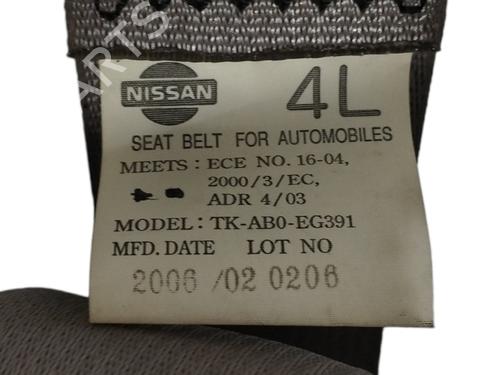 PARTS
NISSAN
4L
SEAT BELT FOR AUTOMOBILES
MEETS: ECE NO. 16-04,
2000/3/EC,
ADR 4/03
MODEL: TK-AB0-EG391
MFD. DATE LOT NO
2006 /02 0206